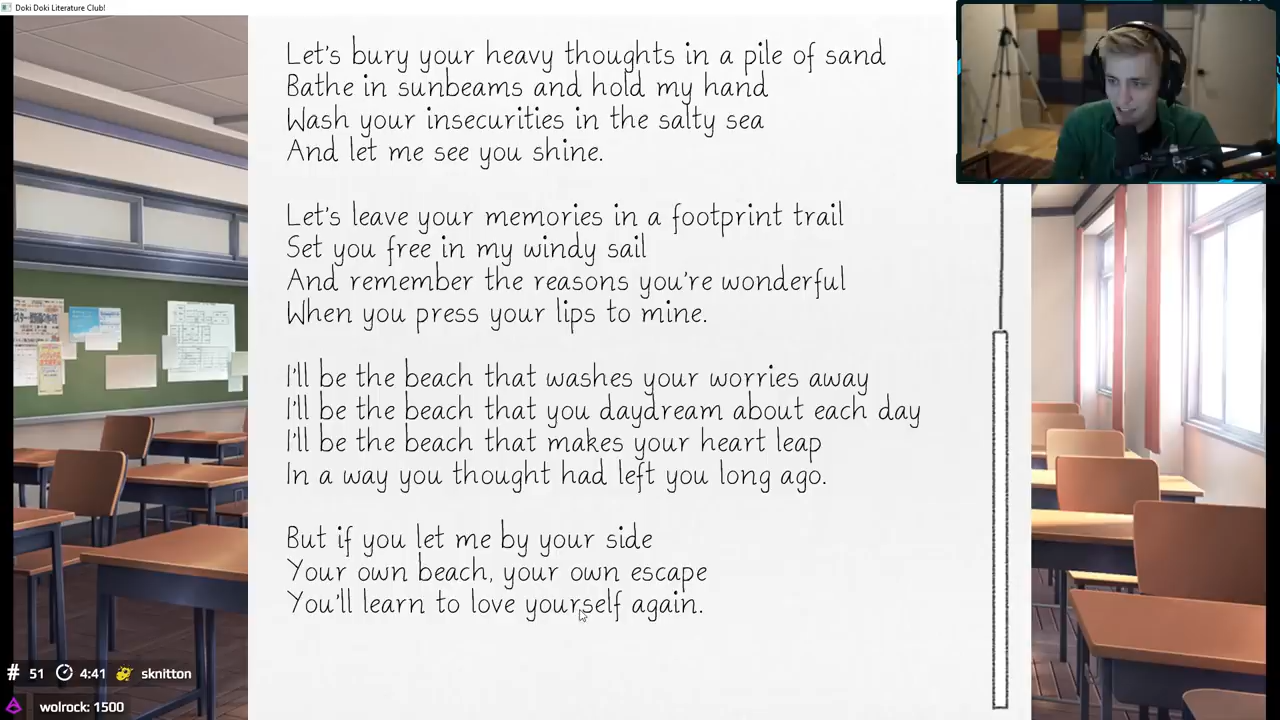 Doki Doki Literature Club!
Let's bury your heavy thoughts in a pile of sand
Bathe in sunbeams and hold my hand
Wash your insecurities in the salty sea
And let me see you shine.
Let's leave your memories in a footprint trail
Set you free in my windy sail
And remember the reasons you're wonderful
When you press your lips to mine.
I'll be the beach that washes your worries away
I'll be the beach that you daydream about each day
I'll be the beach that makes your heart leap
In a way you thought had left you long ago.
But if you let me by your side
Your own beach, your own escape
You'll learn to love yourself again.
# 51 4:41 sknitton
wolrock: 1500